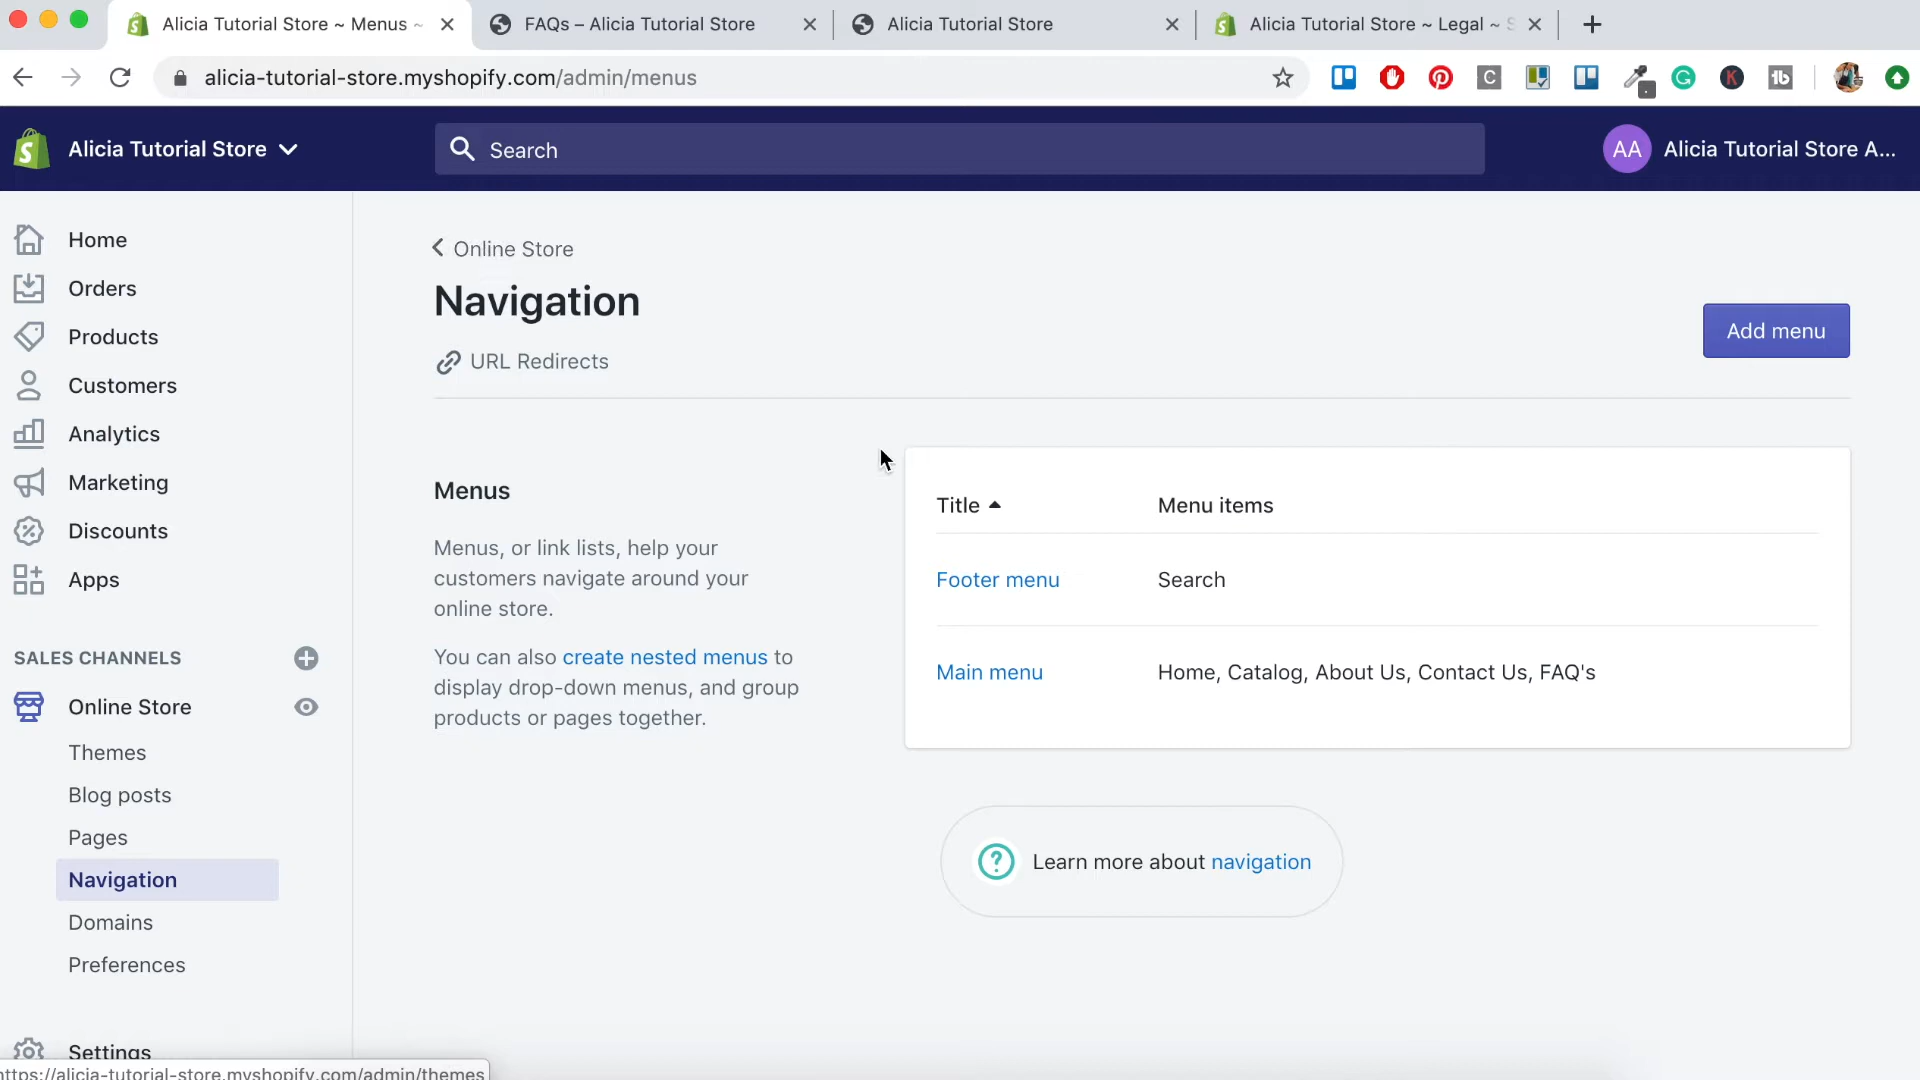 Alicia Tutorial Store ~ Menus ~
FAQs – Alicia Tutorial Store
Alicia Tutorial Store
Alicia Tutorial Store ~ Legal ~ S
alicia-tutorial-store.myshopify.com/admin/menus
Alicia Tutorial Store
Search
AA
Alicia Tutorial Store A...
Home
Orders
Products
Customers
Analytics
Marketing
Discounts
Apps
SALES CHANNELS
Online Store
Themes
Blog posts
Pages
Navigation
Domains
Preferences
Settings
https://alicia-tutorial-store.myshopify.com/admin/themes
Online Store
Navigation
URL Redirects
Add menu
Menus
Menus, or link lists, help your
customers navigate around your
online store.
You can also create nested menus to
display drop-down menus, and group
products or pages together.
Title
Menu items
Footer menu
Search
Main menu
Home, Catalog, About Us, Contact Us, FAQ's
Learn more about navigation